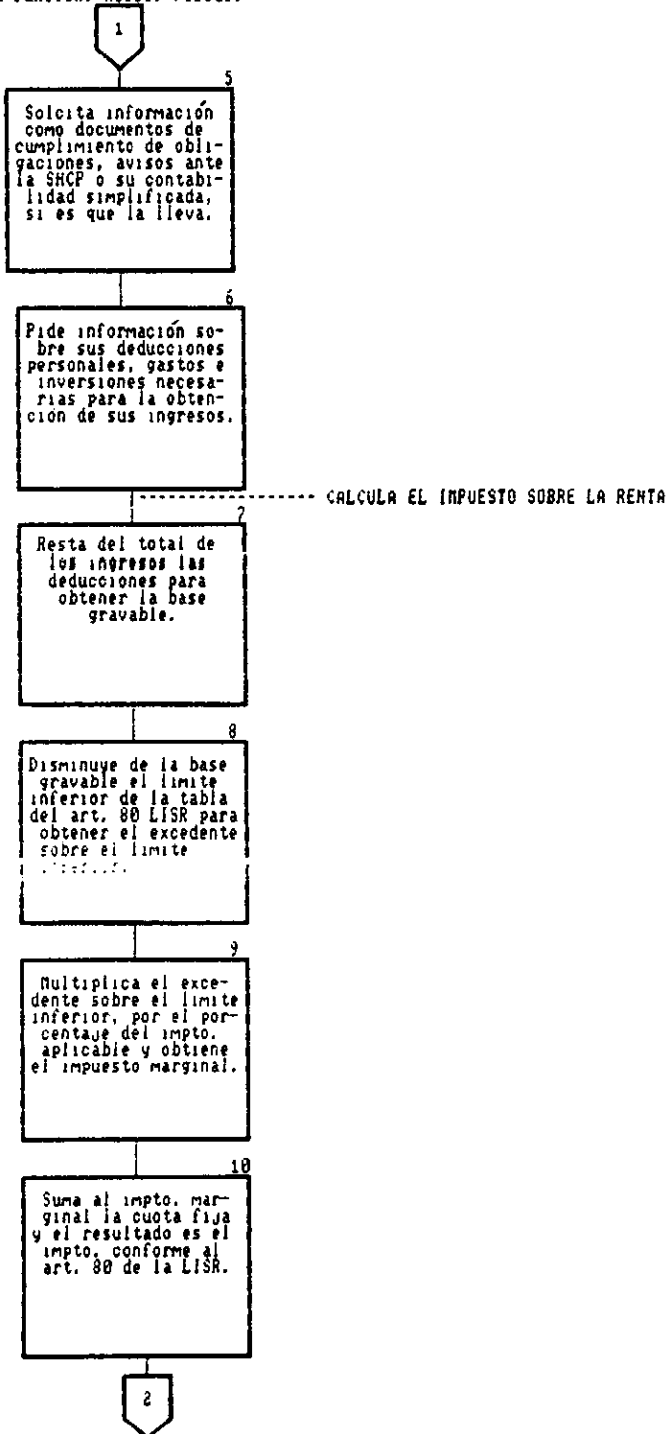 1
5
Solcita información
como documentos de
cumplimiento de obli-
gaciones, avisos ante
la SHCP o su contabi-
lidad simplificada,
si es que la lleva.
6
Pide información so-
bre sus deducciones
personales, gastos e
inversiones necesa-
rias para la obten-
ción de sus ingresos.
CALCULA EL IMPUESTO SOBRE LA RENTA
7
Resta del total de
los ingresos las
deducciones para
obtener la base
gravable.
8
Disminuye de la base
gravable el limite
inferior de la tabla
del art. 80 LISR para
obtener el excedente
sobre el limite
9
Multiplica el exce-
dente sobre el limite
inferior, por el por-
centaje del impto.
aplicable y obtiene
el impuesto marginal.
10
Suma al impto. mar-
ginal la cuota fija
y el resultado es el
impto. conforme al
art. 80 de la LISR.
2